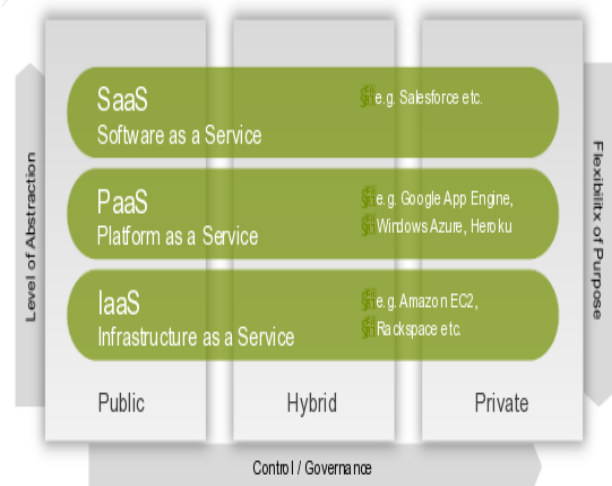 SaaS
Software as a Service
e.g. Salesforce etc.
PaaS
Platform as a Service
e.g. Google App Engine,
Windows Azure, Heroku
IaaS
Infrastructure as a Service
e.g. Amazon EC2,
Rackspace etc.
Public
Hybrid
Private
Level of Abstraction
Flexibilitx of Purpose
Control / Governance